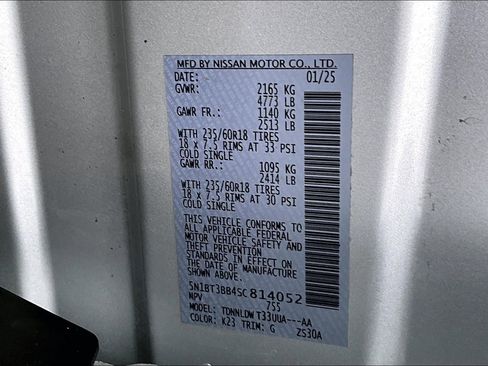 MFD BY NISSAN MOTOR CO., LTD.
DATE: 01/25
GVWR: 2165 KG
4773 LB
GAWR FR.: 1140 KG
2513 LB
WITH 235/60R18 TIRES
18 x 7.5 RIMS AT 33 PSI
COLD SINGLE
GAWR RR.: 1095 KG
2414 LB
WITH 235/60R18 TIRES
18 x 7.5 RIMS AT 30 PSI
COLD SINGLE
THIS VEHICLE CONFORMS TO
ALL APPLICABLE FEDERAL
MOTOR VEHICLE SAFETY AND
THEFT PREVENTION
STANDARDS IN EFFECT ON
THE DATE OF MANUFACTURE
SHOWN ABOVE.
5N1BT3BB4SC814052
MPV 755
MODEL: TDNNLDW T33UUA---AA
COLOR: K23 TRIM: G ZS30A